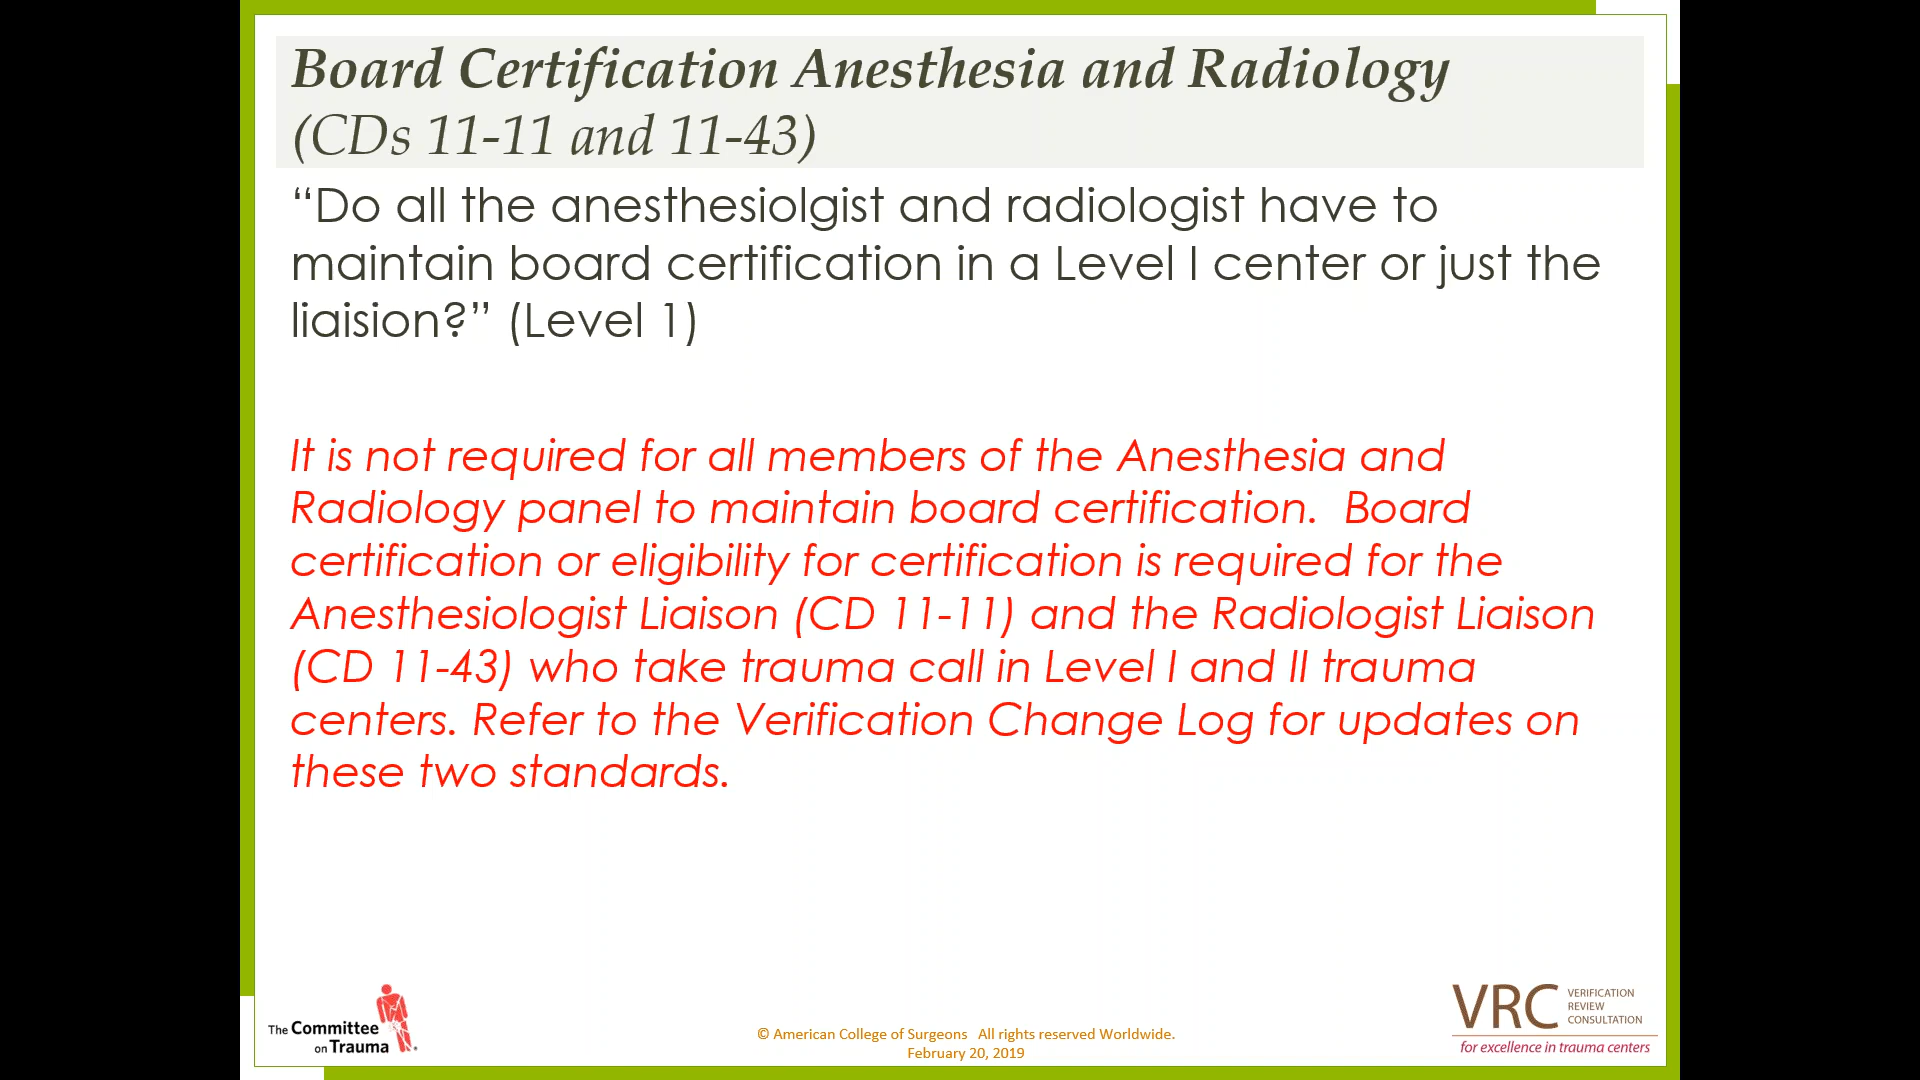 Board Certification Anesthesia and Radiology
(CDs 11-11 and 11-43)
“Do all the anesthesiolgist and radiologist have to
maintain board certification in a Level I center or just the
liaision?” (Level 1)
It is not required for all members of the Anesthesia and
Radiology panel to maintain board certification.  Board
certification or eligibility for certification is required for the
Anesthesiologist Liaison (CD 11-11) and the Radiologist Liaison
(CD 11-43) who take trauma call in Level I and II trauma
centers. Refer to the Verification Change Log for updates on
these two standards.
The Committee
on Trauma
© American College of Surgeons   All rights reserved Worldwide.
February 20, 2019
VRC
VERIFICATION
REVIEW
CONSULTATION
for excellence in trauma centers